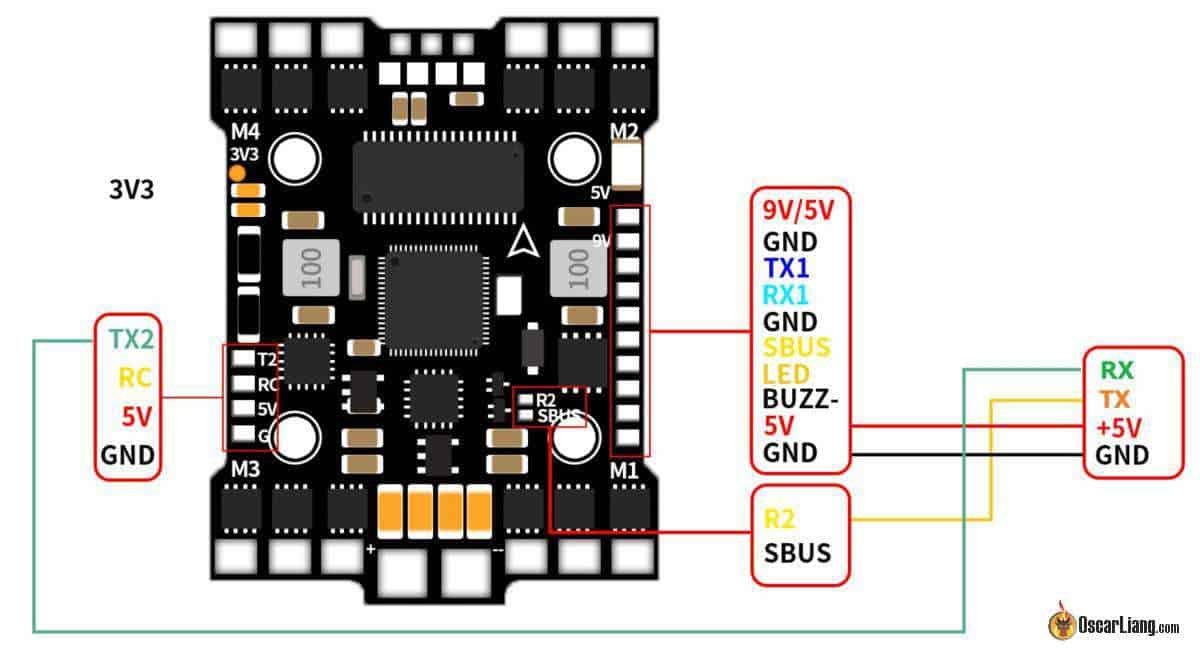 M4
M2
3V3
3V3
5V
9V
100
100
9V/5V
GND
TX1
RX1
GND
SBUS
LED
BUZZ-
5V
GND
TX2
RC
5V
GND
T2
RC
5V
G
R2
SBUS
RX
TX
+5V
GND
M3
M1
R2
SBUS
+
--
OscarLiang.com